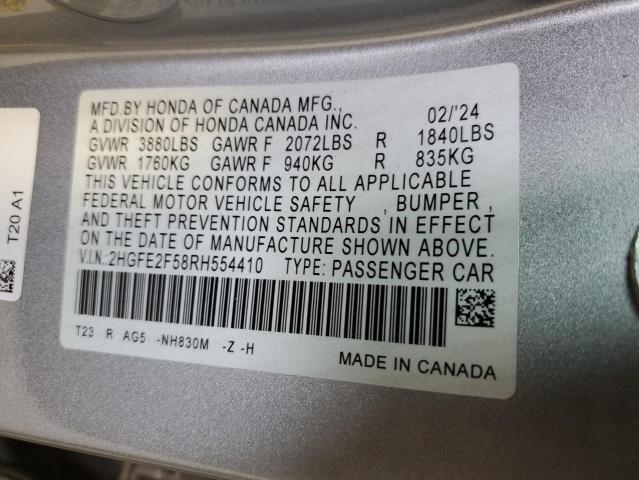 MFD.BY HONDA OF CANADA MFG., 02/'24
A DIVISION OF HONDA CANADA INC.
GVWR 3880LBS GAWR F 2072LBS R 1840LBS
GVWR 1760KG GAWR F 940KG R 835KG
THIS VEHICLE CONFORMS TO ALL APPLICABLE
FEDERAL MOTOR VEHICLE SAFETY , BUMPER ,
AND THEFT PREVENTION STANDARDS IN EFFECT
ON THE DATE OF MANUFACTURE SHOWN ABOVE.
V.I.N.:2HGFE2F58RH554410 TYPE: PASSENGER CAR
T23 R AG5 -NH830M -Z -H
MADE IN CANADA
T20 A1